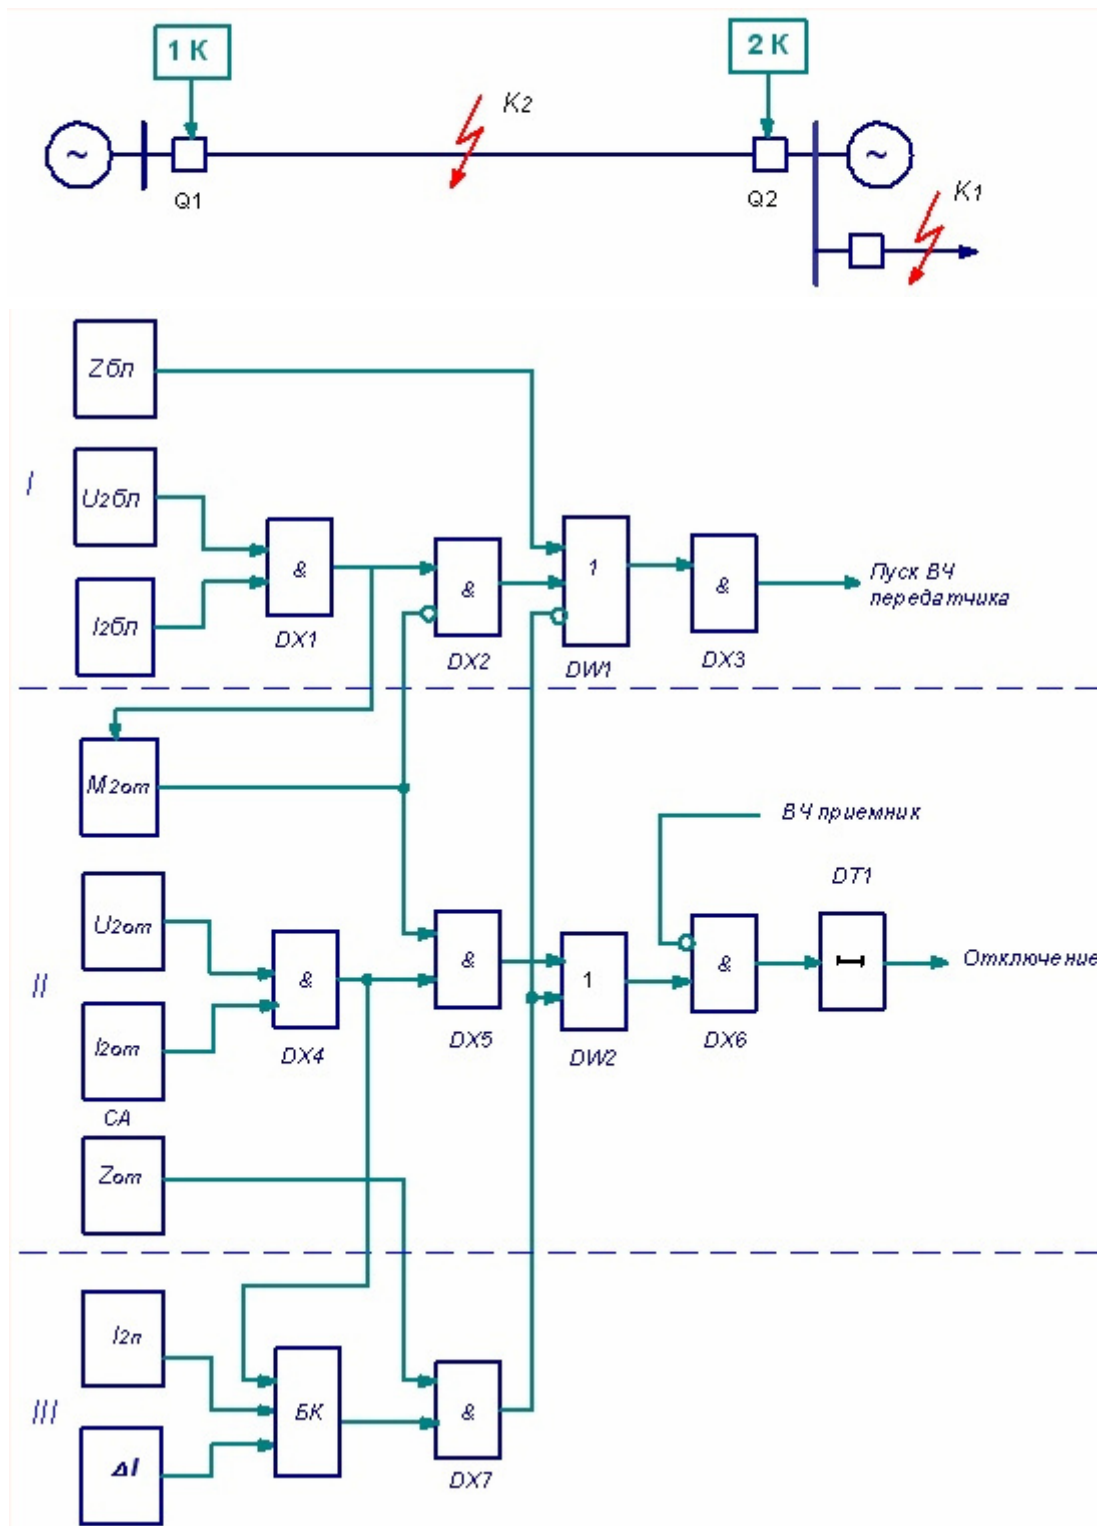 1 К
2 К
~
~
K2
K1
Q1
Q2
Zбл
I
U2бл
I2бл
&
DX1
&
DX2
1
DW1
&
DX3
Пуск ВЧ
передатчика
M2от
ВЧ приемник
DT1
U2от
II
I2от
СА
&
DX4
&
DX5
1
DW2
&
DX6
Отключение
Zот
I2п
III
ΔI
БК
&
DX7